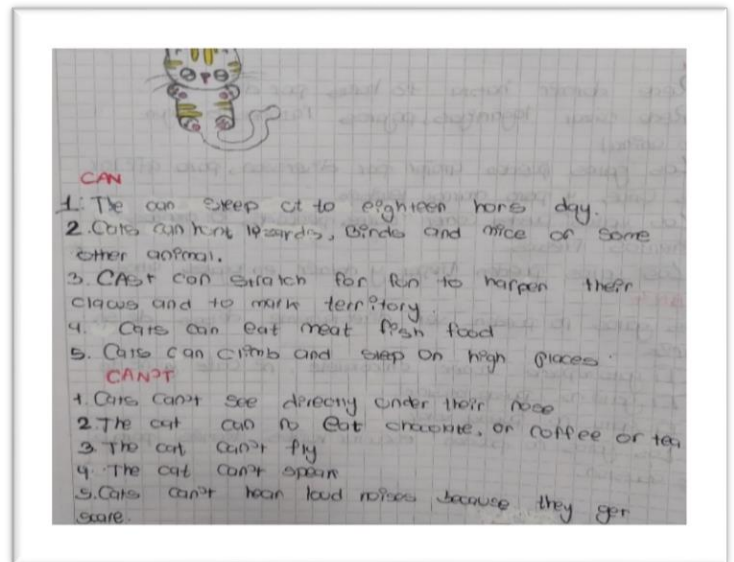 CAN
1. The can sleep ct to eighteen hors day.
2. Cats can hunt lizards, Birds and mice or some
other animal.
3. CAst can scratch for fun to harpen their
claws and to mark territory
4. Cats can eat meat fish food
5. Cats can climb and sleep on high places.
CAN'T
1. Cats can't see directly under their nose
2 The cat can no eat chocolate, or coffee or tea
3. The cat can't fly
4. The cat can't speak
5. Cats can't hear loud noises because they ger
scare.